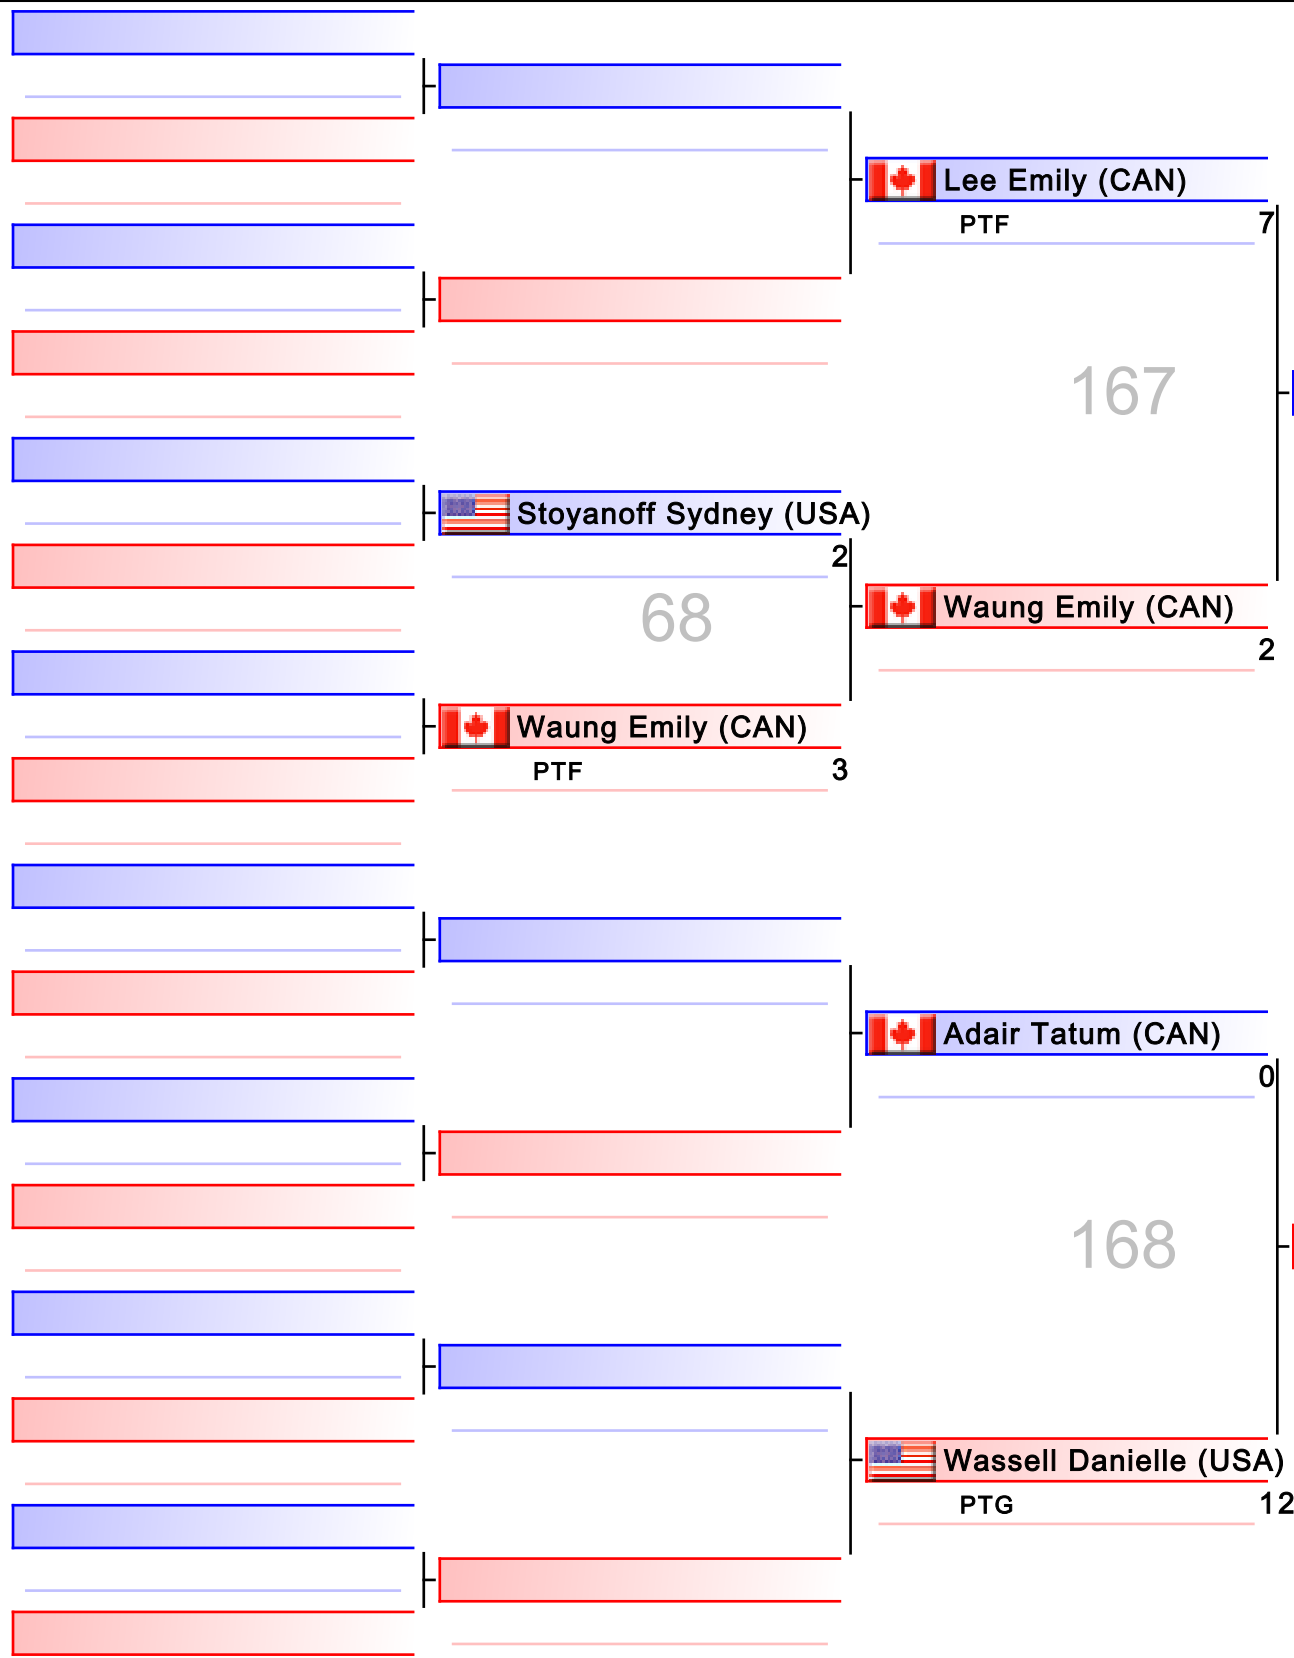 Lee Emily (CAN)
PTF 7
167
Stoyanoff Sydney (USA)
2
68
Waung Emily (CAN)
2
Waung Emily (CAN)
PTF 3
Adair Tatum (CAN)
0
168
Wassell Danielle (USA)
PTG 12